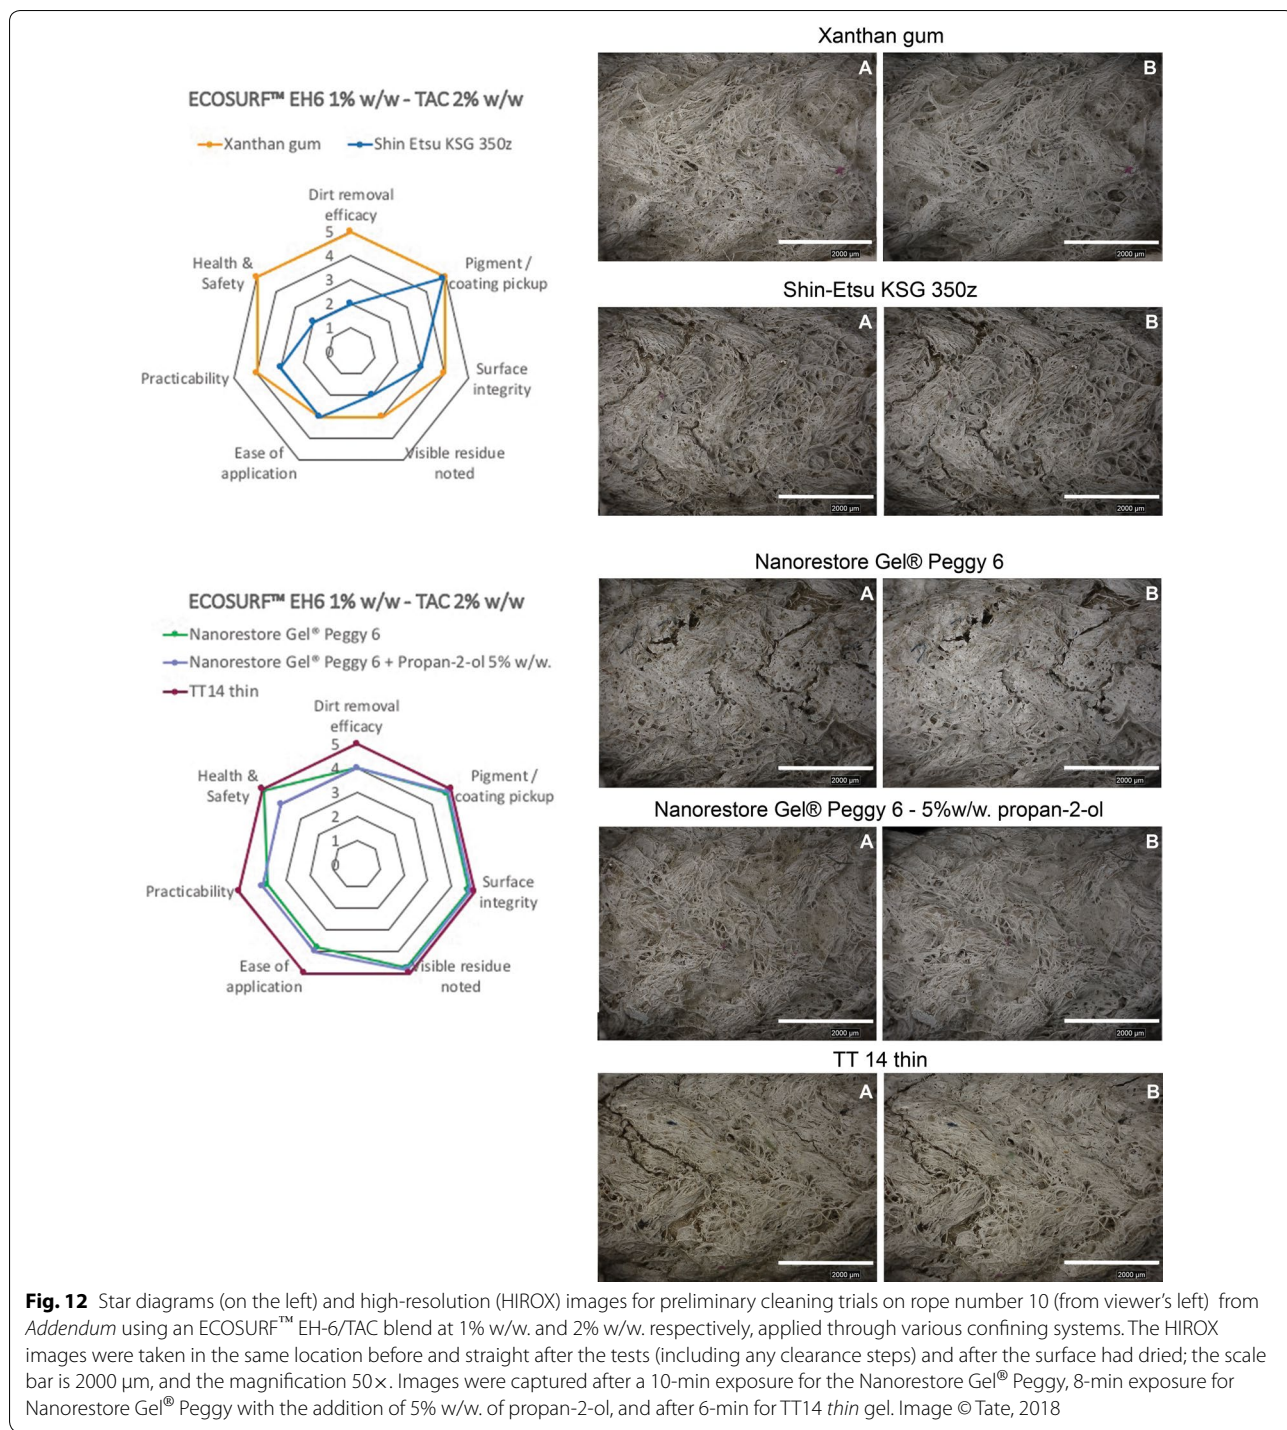 Xanthan gum
A
B
ECOSURF™ EH6 1% w/w - TAC 2% w/w
Xanthan gum
Shin Etsu KSG 350z
Dirt removal
efficacy
5
4
3
2
1
0
Pigment /
coating pickup
Surface
integrity
Visible residue
noted
Ease of
application
Practicability
Health &
Safety
2000 µm
2000 µm
Shin-Etsu KSG 350z
A
B
2000 µm
2000 µm
Nanorestore Gel® Peggy 6
A
B
2000 µm
2000 µm
ECOSURF™ EH6 1% w/w - TAC 2% w/w
Nanorestore Gel® Peggy 6
Nanorestore Gel® Peggy 6 + Propan-2-ol 5% w/w.
TT14 thin
Dirt removal
efficacy
5
4
3
2
1
0
Pigment /
coating pickup
Surface
integrity
Visible residue
noted
Ease of
application
Practicability
Health &
Safety
Nanorestore Gel® Peggy 6 - 5%w/w. propan-2-ol
A
B
2000 µm
2000 µm
TT 14 thin
A
B
2000 µm
2000 µm
Fig. 12 Star diagrams (on the left) and high-resolution (HIROX) images for preliminary cleaning trials on rope number 10 (from viewer's left) from
Addendum using an ECOSURF™ EH-6/TAC blend at 1% w/w. and 2% w/w. respectively, applied through various confining systems. The HIROX
images were taken in the same location before and straight after the tests (including any clearance steps) and after the surface had dried; the scale
bar is 2000 µm, and the magnification 50×. Images were captured after a 10-min exposure for the Nanorestore Gel® Peggy, 8-min exposure for
Nanorestore Gel® Peggy with the addition of 5% w/w. of propan-2-ol, and after 6-min for TT14 thin gel. Image © Tate, 2018